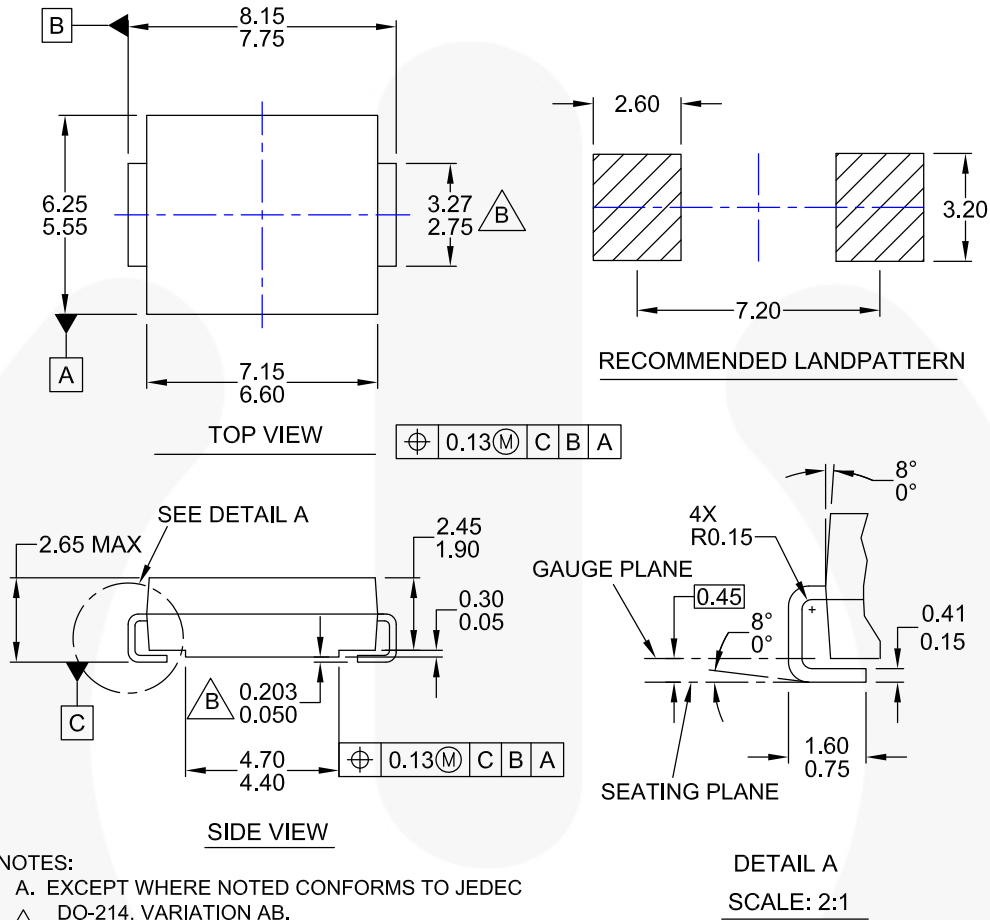 B
8.15
7.75
2.60
6.25
5.55
3.27
2.75
B
3.20
7.20
A
7.15
6.60
RECOMMENDED LANDPATTERN
TOP VIEW
⌖ 0.13Ⓜ C B A
SEE DETAIL A
2.65 MAX
2.45
1.90
0.30
0.05
B
0.203
0.050
C
4.70
4.40
⌖ 0.13Ⓜ C B A
SIDE VIEW
8°
0°
4X
R0.15
GAUGE PLANE
0.45
8°
0°
0.41
0.15
1.60
0.75
SEATING PLANE
DETAIL A
SCALE: 2:1
NOTES:
A. EXCEPT WHERE NOTED CONFORMS TO JEDEC
DO-214, VARIATION AB.